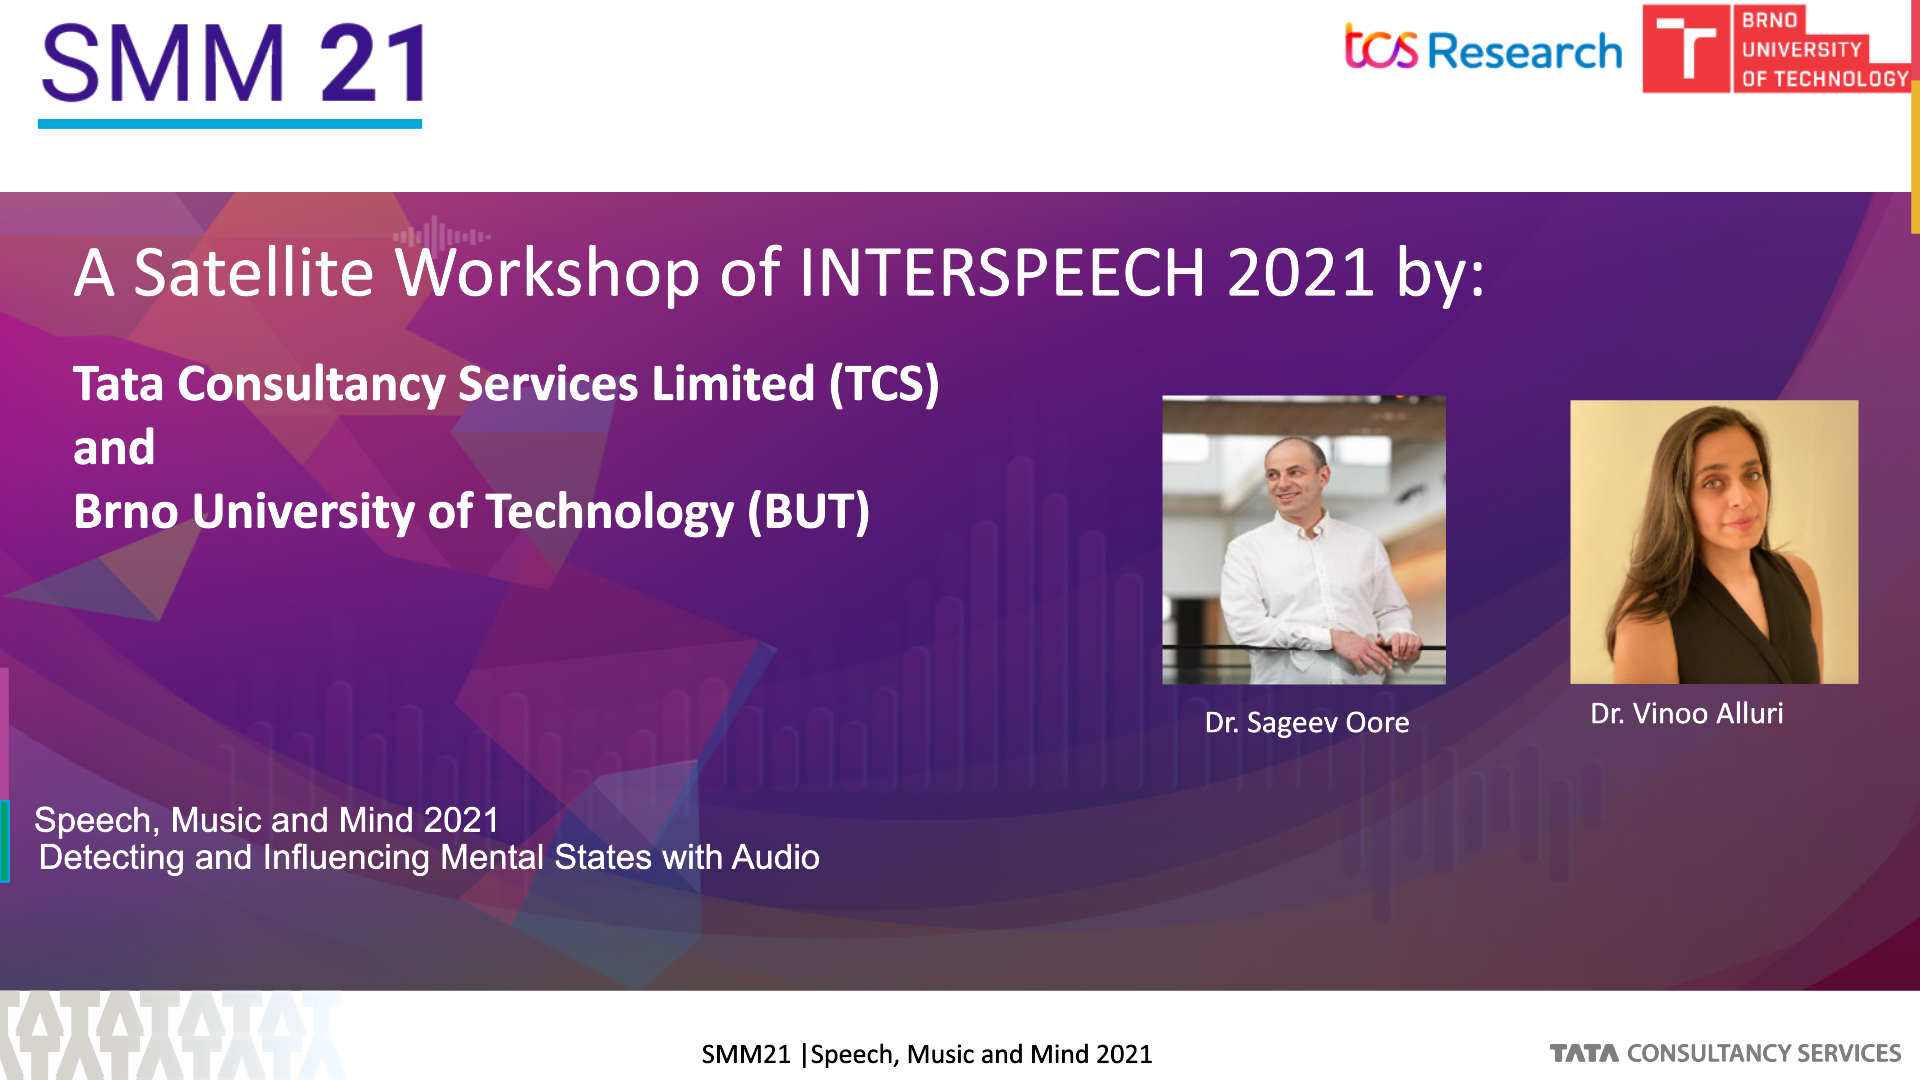 SMM 21
tcs Research
BRNO
UNIVERSITY
OF TECHNOLOGY
A Satellite Workshop of INTERSPEECH 2021 by:
Tata Consultancy Services Limited (TCS)
and
Brno University of Technology (BUT)
Dr. Sageev Oore
Dr. Vinoo Alluri
Speech, Music and Mind 2021
Detecting and Influencing Mental States with Audio
SMM21 |Speech, Music and Mind 2021
TATA CONSULTANCY SERVICES